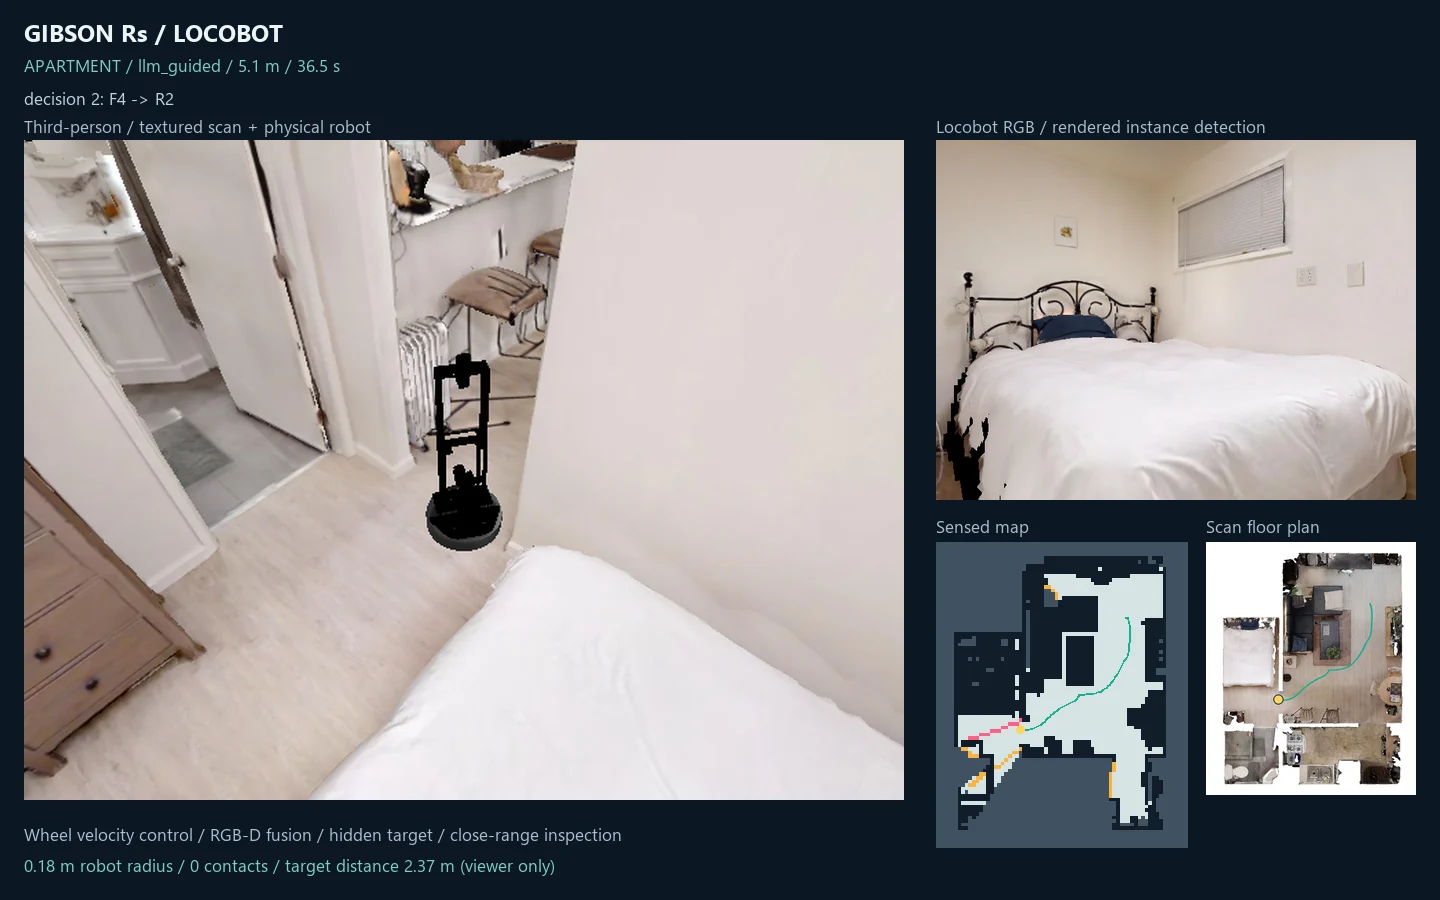 GIBSON Rs / LOCOBOT
APARTMENT / llm_guided / 5.1 m / 36.5 s
decision 2: F4 -> R2
Third-person / textured scan + physical robot
Locobot RGB / rendered instance detection
Sensed map
Scan floor plan
Wheel velocity control / RGB-D fusion / hidden target / close-range inspection
0.18 m robot radius / 0 contacts / target distance 2.37 m (viewer only)